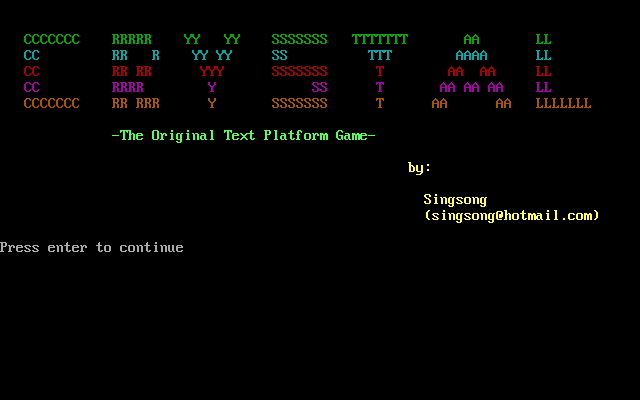 CCCCCCC    RRRRR    YY   YY    SSSSSSS   TTTTTTT       AA       LL
CC         RR   R    YY YY     SS          TTT        AAAA      LL
CC         RR RR      YYY      SSSSSSS      T        AA  AA     LL
CC         RRRR        Y            SS      T       AA AA AA    LL
CCCCCCC    RR RRR      Y       SSSSSSS      T      AA      AA   LLLLLLL
-The Original Text Platform Game-
by:
Singsong
(singsong@hotmail.com)
Press enter to continue